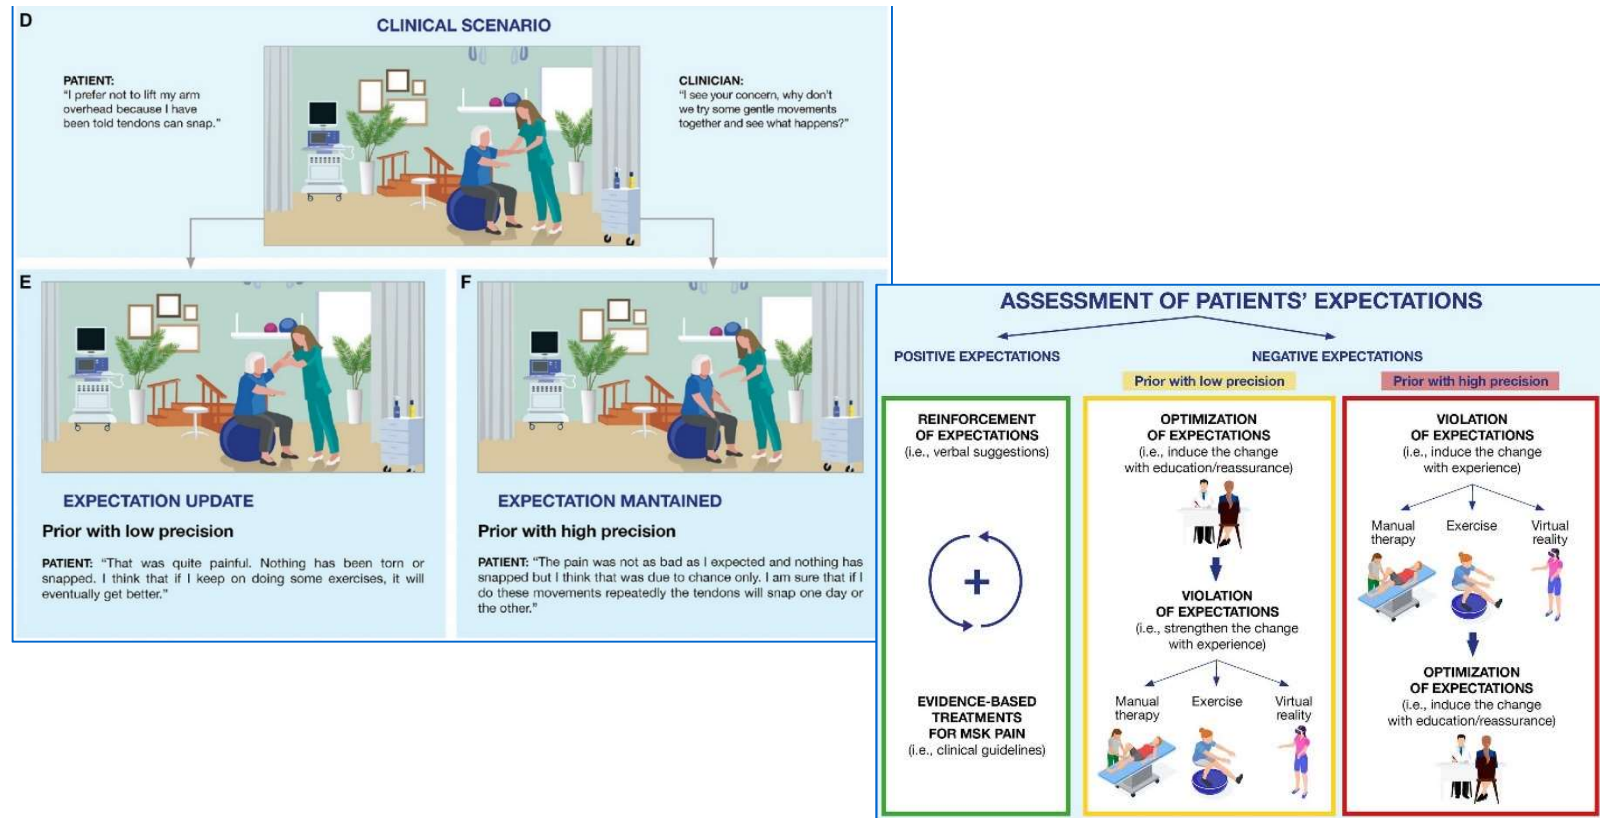 D
CLINICAL SCENARIO
PATIENT:
“I prefer not to lift my arm
overhead because I have
been told tendons can snap.”
CLINICIAN:
“I see your concern, why don’t
we try some gentle movements
together and see what happens?”
E
EXPECTATION UPDATE
Prior with low precision
PATIENT: “That was quite painful. Nothing has been torn or
snapped. I think that if I keep on doing some exercises, it will
eventually get better.”
F
EXPECTATION MANTAINED
Prior with high precision
PATIENT: “The pain was not as bad as I expected and nothing has
snapped but I think that was due to chance only. I am sure that if I
do these movements repeatedly the tendons will snap one day or
the other.”
ASSESSMENT OF PATIENTS’ EXPECTATIONS
POSITIVE EXPECTATIONS
NEGATIVE EXPECTATIONS
Prior with low precision
Prior with high precision
REINFORCEMENT
OF EXPECTATIONS
(i.e., verbal suggestions)
+
EVIDENCE-BASED
TREATMENTS
FOR MSK PAIN
(i.e., clinical guidelines)
OPTIMIZATION
OF EXPECTATIONS
(i.e., induce the change
with education/reassurance)
VIOLATION
OF EXPECTATIONS
(i.e., strengthen the change
with experience)
Manual
therapy
Exercise
Virtual
reality
VIOLATION
OF EXPECTATIONS
(i.e., induce the change
with experience)
Manual
therapy
Exercise
Virtual
reality
OPTIMIZATION
OF EXPECTATIONS
(i.e., induce the change
with education/reassurance)